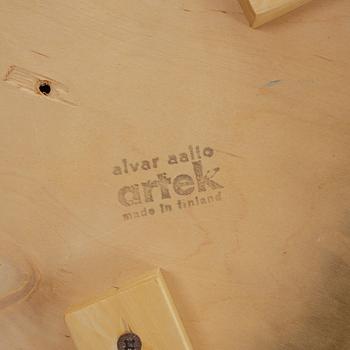 alvar aalto
artek
made in finland